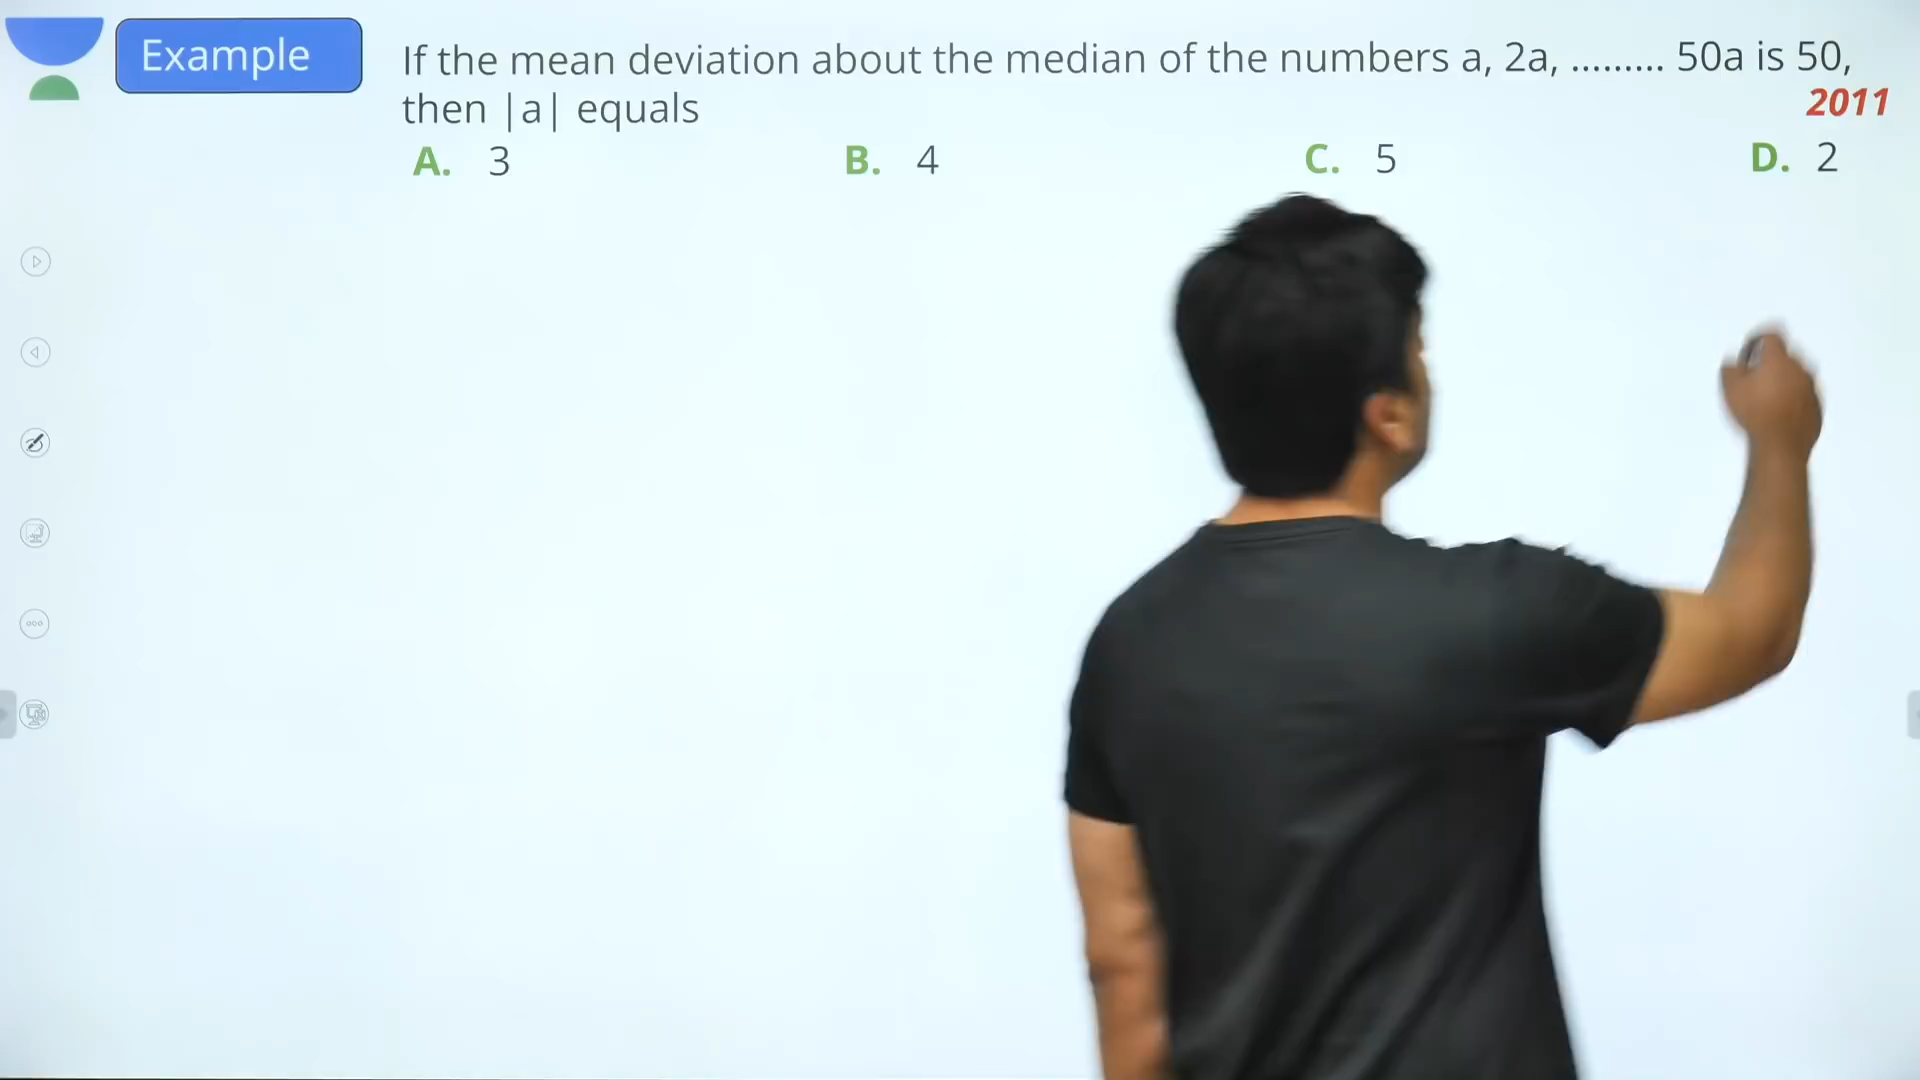 Example
If the mean deviation about the median of the numbers a, 2a, ......... 50a is 50,
then |a| equals
2011
A. 3
B. 4
C. 5
D. 2